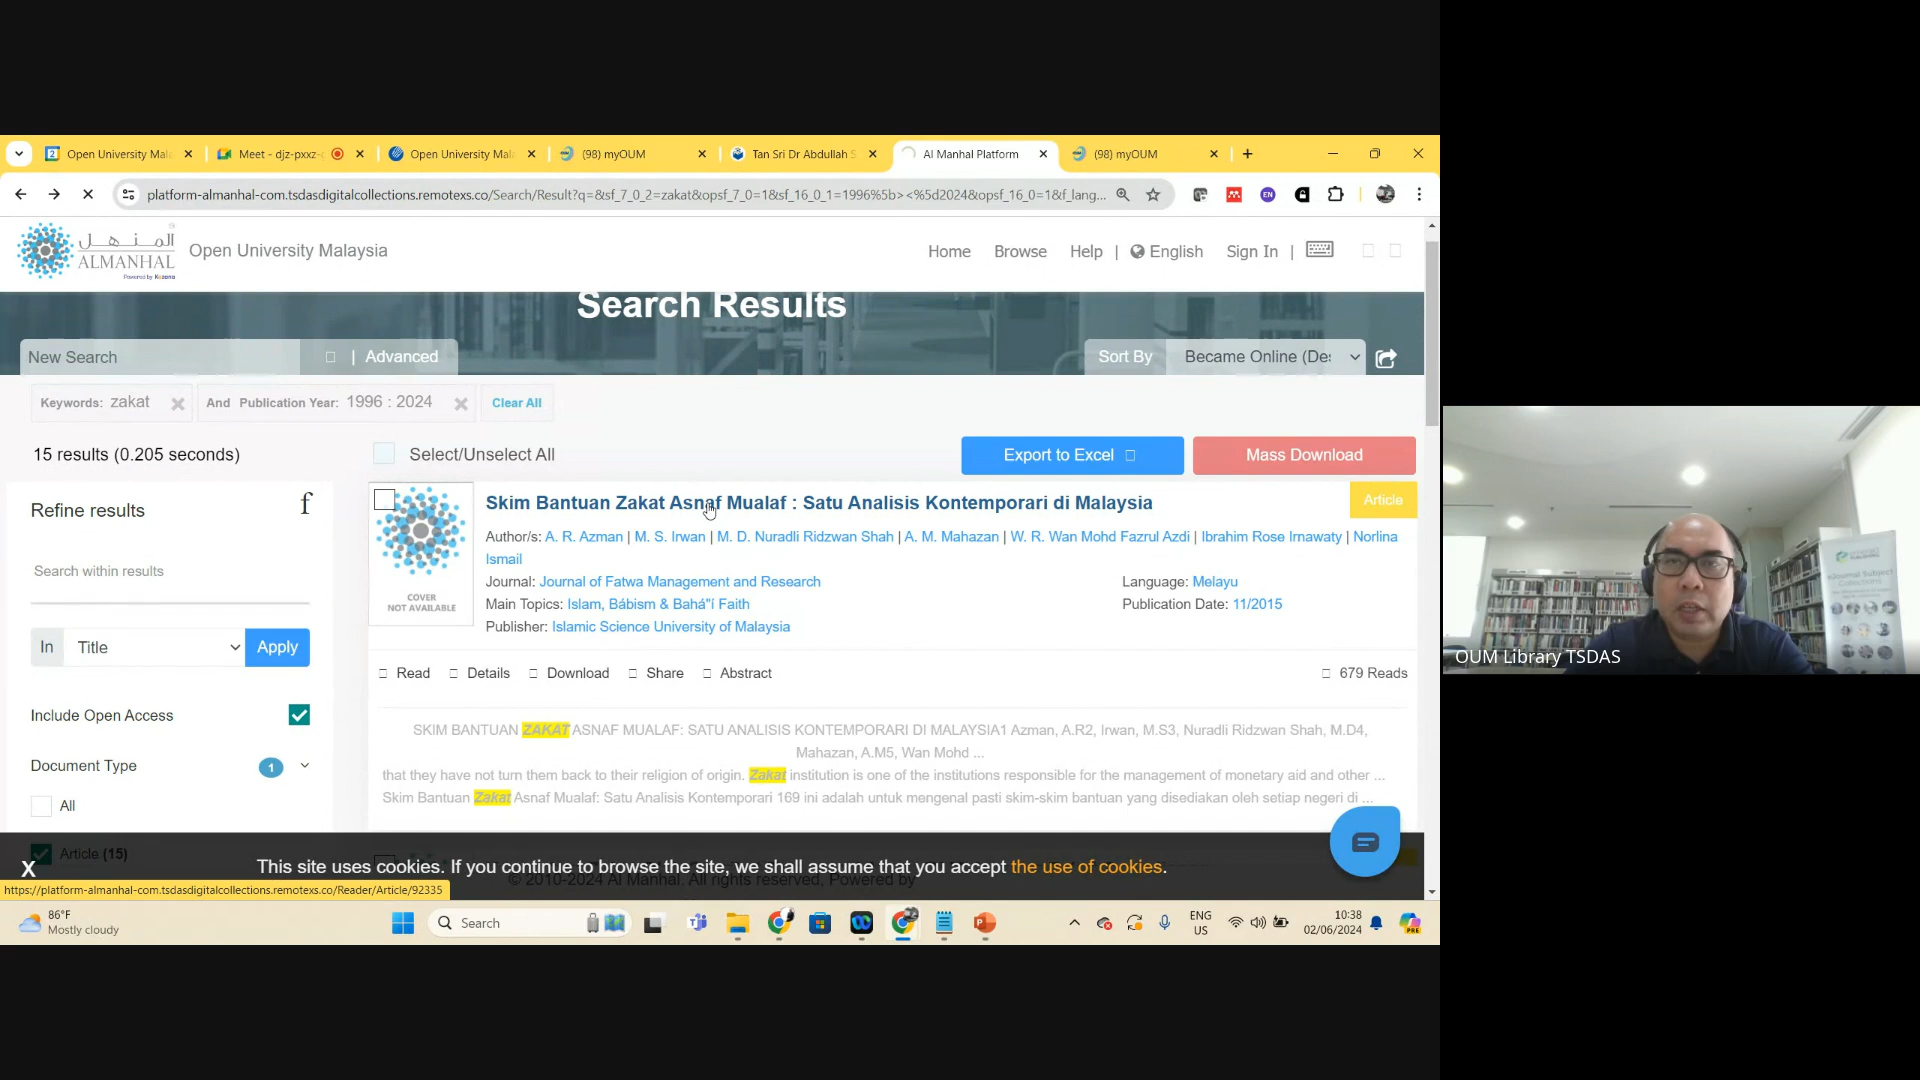 Open University Mal
Meet - djz-pxxz-
Open University Mal
(98) myOUM
Tan Sri Dr Abdullah S
Al Manhal Platform
(98) myOUM
platform-almanhal-com.tsdasdigitalcollections.remotexs.co/Search/Result?q=&sf_7_0_2=zakat&opsf_7_0=1&sf_16_0_1=1996%5b><%5d2024&opsf_16_0=1&f_lang...
المنهل
ALMANHAL
Powered by Kosena
Open University Malaysia
Home Browse Help | English Sign In |
Search Results
New Search | Advanced
Sort By Became Online (De
Keywords: zakat And Publication Year: 1996 : 2024 Clear All
15 results (0.205 seconds)
Select/Unselect All
Export to Excel
Mass Download
Refine results
f
Search within results
In Title Apply
Include Open Access
Document Type 1
All
Article (15)
COVER
NOT AVAILABLE
Skim Bantuan Zakat Asnaf Mualaf : Satu Analisis Kontemporari di Malaysia
Article
Author/s: A. R. Azman | M. S. Irwan | M. D. Nuradli Ridzwan Shah | A. M. Mahazan | W. R. Wan Mohd Fazrul Azdi | Ibrahim Rose Irnawaty | Norlina
Ismail
Journal: Journal of Fatwa Management and Research
Language: Melayu
Main Topics: Islam, Bábism & Bahá"í Faith
Publication Date: 11/2015
Publisher: Islamic Science University of Malaysia
Read Details Download Share Abstract
679 Reads
SKIM BANTUAN ZAKAT ASNAF MUALAF: SATU ANALISIS KONTEMPORARI DI MALAYSIA1 Azman, A.R2, Irwan, M.S3, Nuradli Ridzwan Shah, M.D4,
Mahazan, A.M5, Wan Mohd ...
that they have not turn them back to their religion of origin. Zakat institution is one of the institutions responsible for the management of monetary aid and other ...
Skim Bantuan Zakat Asnaf Mualaf: Satu Analisis Kontemporari 169 ini adalah untuk mengenal pasti skim-skim bantuan yang disediakan oleh setiap negeri di ...
X
This site uses cookies. If you continue to browse the site, we shall assume that you accept the use of cookies.
© 2010-2024 Al Manhal. All rights reserved, Powered by
https://platform-almanhal-com.tsdasdigitalcollections.remotexs.co/Reader/Article/92335
86°F
Mostly cloudy
Search
ENG
US
10:38
02/06/2024
OUM Library TSDAS